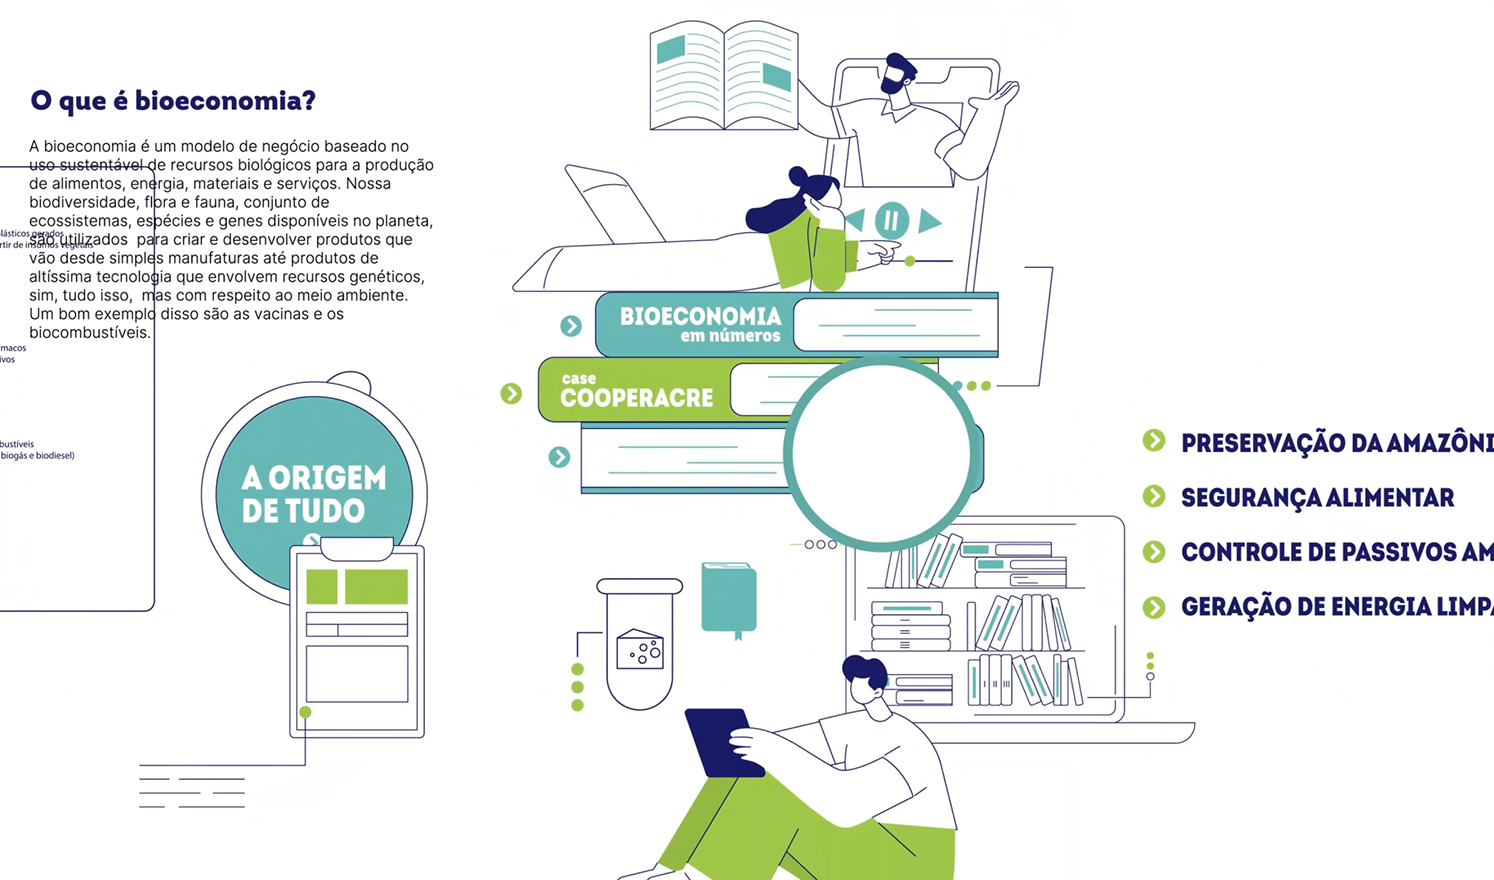 O que é bioeconomia?
A bioeconomia é um modelo de negócio baseado no
uso sustentável de recursos biológicos para a produção
de alimentos, energia, materiais e serviços. Nossa
biodiversidade, flora e fauna, conjunto de
ecossistemas, espécies e genes disponíveis no planeta,
são utilizados para criar e desenvolver produtos que
vão desde simples manufaturas até produtos de
altíssima tecnologia que envolvem recursos genéticos,
sim, tudo isso, mas com respeito ao meio ambiente.
Um bom exemplo disso são as vacinas e os
biocombustíveis.
lásticos gerados
rtir de insumos vegetais
macos
ivos
bustíveis
biogás e biodiesel)
A ORIGEM
DE TUDO
BIOECONOMIA
em números
case
COOPERACRE
PRESERVAÇÃO DA AMAZÔNI
SEGURANÇA ALIMENTAR
CONTROLE DE PASSIVOS AM
GERAÇÃO DE ENERGIA LIMPA